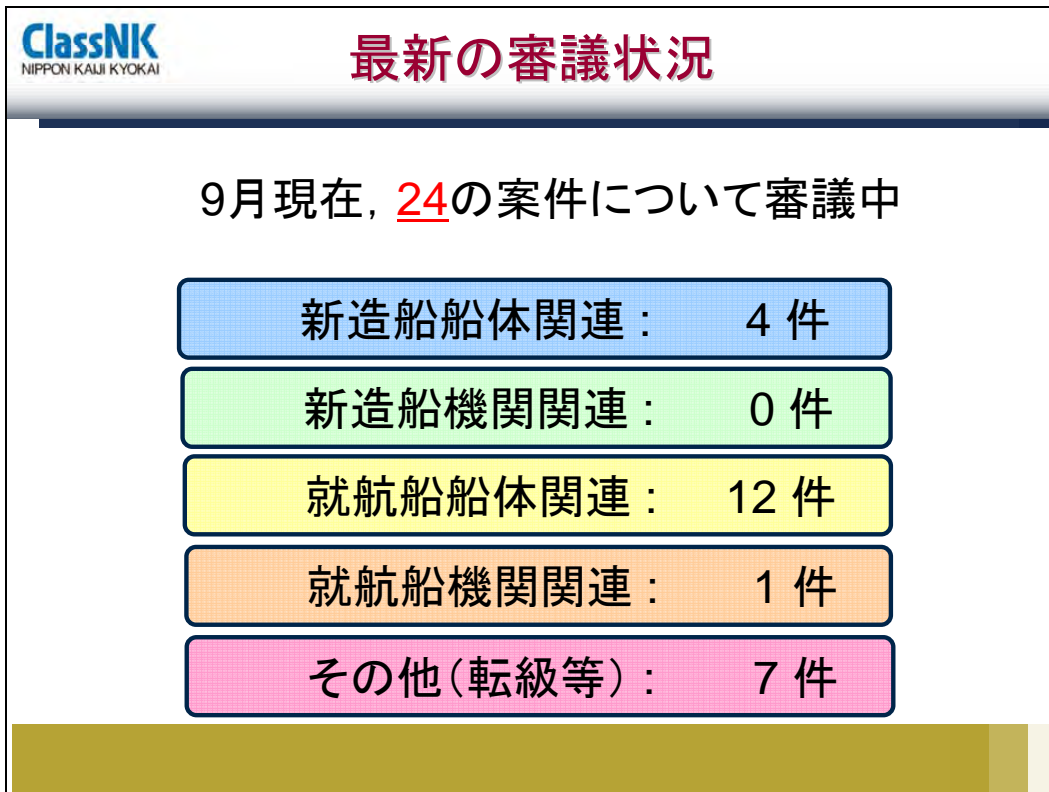 ClassNK
NIPPON KAIJI KYOKAI
最新の審議状況
9月現在，24の案件について審議中
新造船船体関連： 4 件
新造船機関関連： 0 件
就航船船体関連： 12 件
就航船機関関連： 1 件
その他（転級等）： 7 件